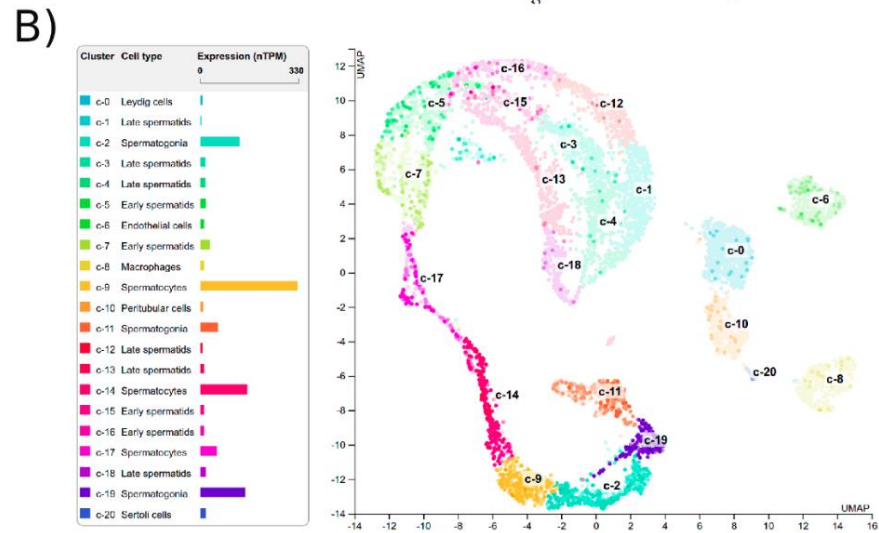 B)
Cluster Cell type Expression (nTPM)
0 330
c-0 Leydig cells
c-1 Late spermatids
c-2 Spermatogonia
c-3 Late spermatids
c-4 Late spermatids
c-5 Early spermatids
c-6 Endothelial cells
c-7 Early spermatids
c-8 Macrophages
c-9 Spermatocytes
c-10 Peritubular cells
c-11 Spermatogonia
c-12 Late spermatids
c-13 Late spermatids
c-14 Spermatocytes
c-15 Early spermatids
c-16 Early spermatids
c-17 Spermatocytes
c-18 Late spermatids
c-19 Spermatogonia
c-20 Sertoli cells
UMAP
12
10
8
6
4
2
0
-2
-4
-6
-8
-10
-12
-14
c-16
c-5
c-15
c-12
c-3
c-7
c-13
c-1
c-6
c-4
c-0
c-18
c-17
c-10
c-20
c-8
c-14
c-11
c-19
c-9
c-2
UMAP
-14 -12 -10 -8 -6 -4 -2 0 2 4 6 8 10 12 14 16